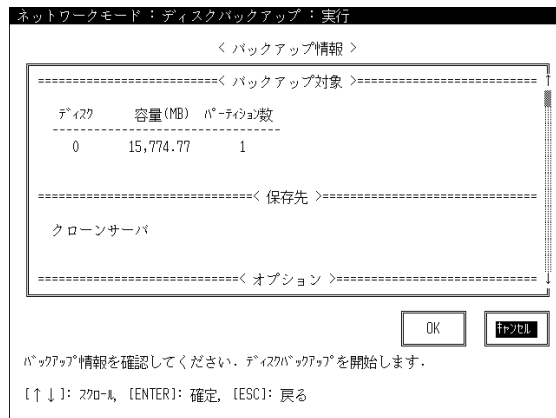 ネットワークモード：ディスクバックアップ：実行
< バックアップ情報 >
===========================< バックアップ対象 >===========================
ﾃﾞｨｽｸ 容量(MB) ﾊﾟｰﾃｨｼｮﾝ数
-----------------------------
0 15,774.77 1
================================< 保存先 >================================
クローンサーバ
==============================< オプション >==============================
OK ｷｬﾝｾﾙ
ﾊﾞｯｸｱｯﾌﾟ情報を確認してください．ﾃﾞｨｽｸﾊﾞｯｸｱｯﾌﾟを開始します．
[↑↓]: ｽｸﾛｰﾙ, [ENTER]: 確定, [ESC]: 戻る